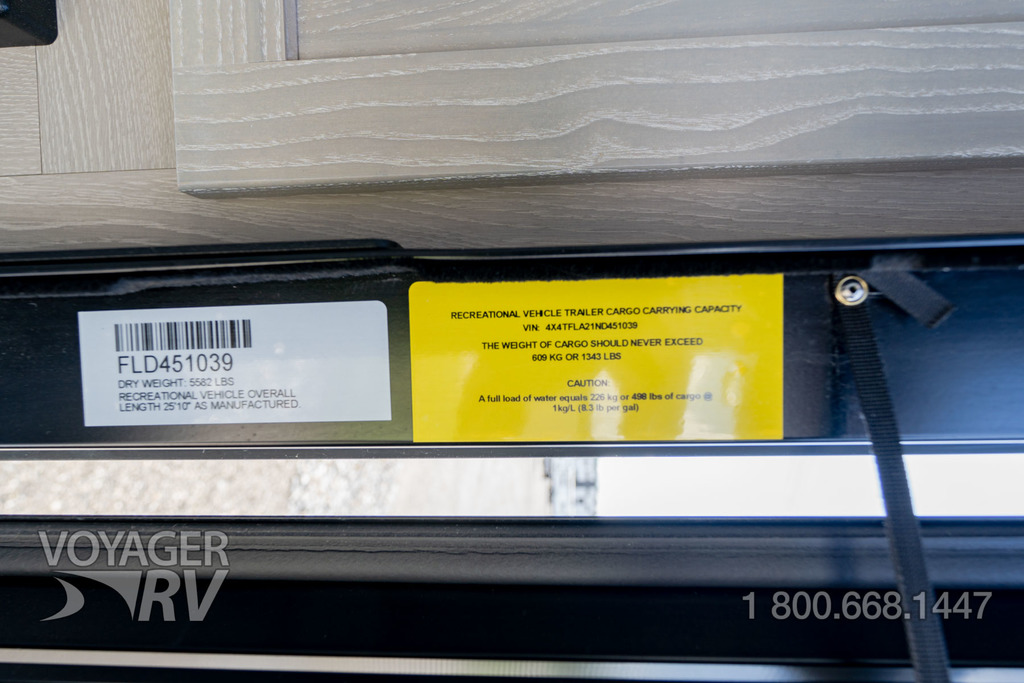 FLD451039
DRY WEIGHT: 5582 LBS
RECREATIONAL VEHICLE OVERALL
LENGTH 25'10" AS MANUFACTURED.
RECREATIONAL VEHICLE TRAILER CARGO CARRYING CAPACITY
VIN: 4X4TFLA21ND451039
THE WEIGHT OF CARGO SHOULD NEVER EXCEED
609 KG OR 1343 LBS
CAUTION:
A full load of water equals 226 kg or 498 lbs of cargo @
1kg/L (8.3 lb per gal)
VOYAGER
RV
1 800.668.1447